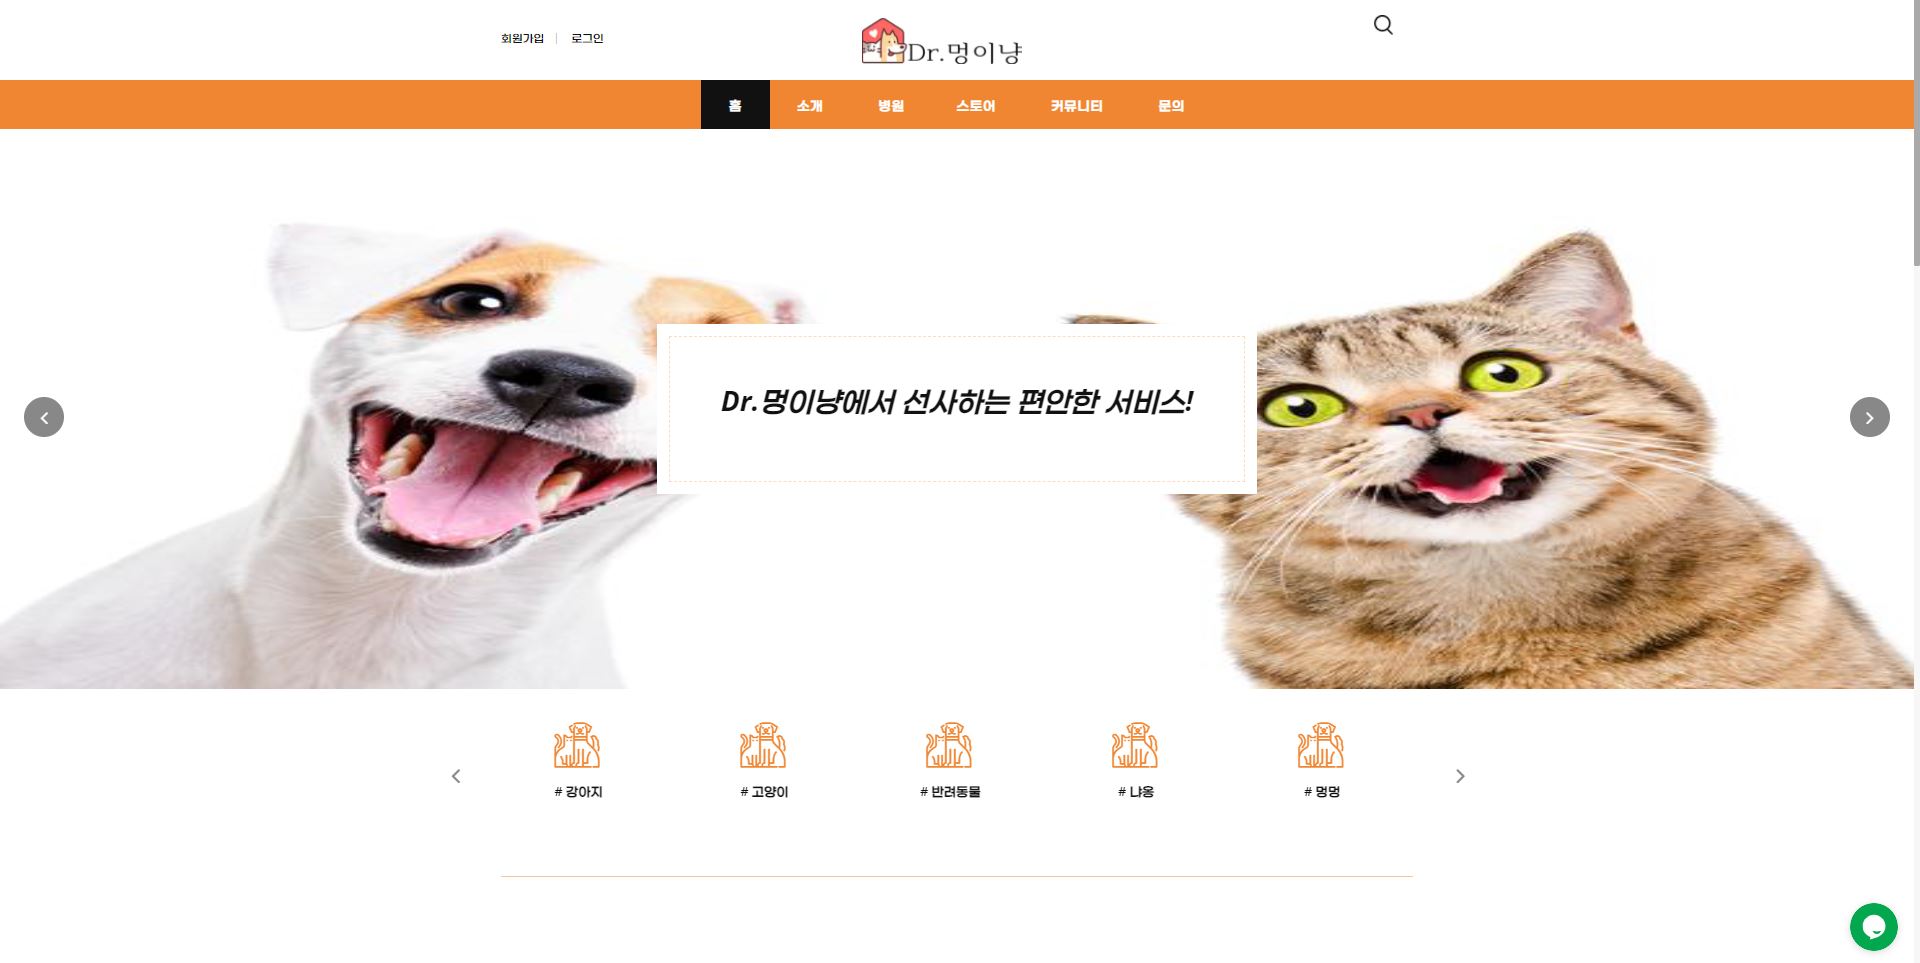 회원가입
로그인
Dr.멍이냥
홈
소개
병원
스토어
커뮤니티
문의
Dr.멍이냥에서 선사하는 편안한 서비스!
# 강아지
# 고양이
# 반려동물
# 냐옹
# 멍멍